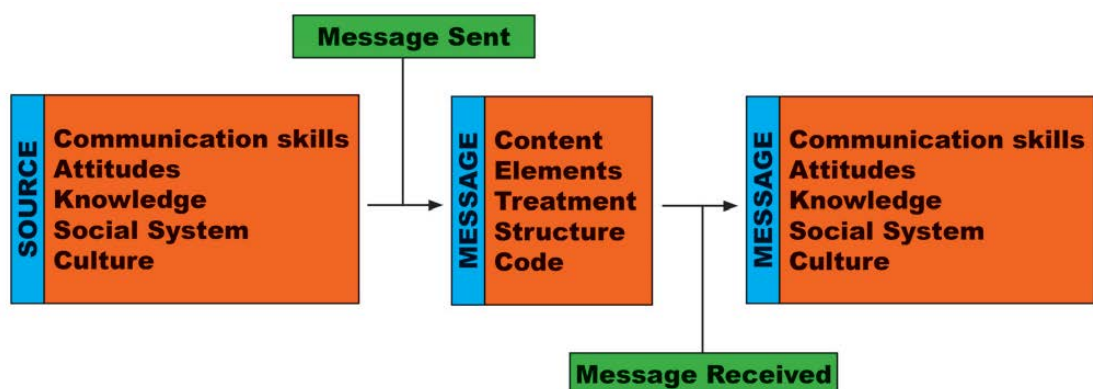 Message Sent
SOURCE
Communication skills
Attitudes
Knowledge
Social System
Culture
MESSAGE
Content
Elements
Treatment
Structure
Code
MESSAGE
Communication skills
Attitudes
Knowledge
Social System
Culture
Message Received